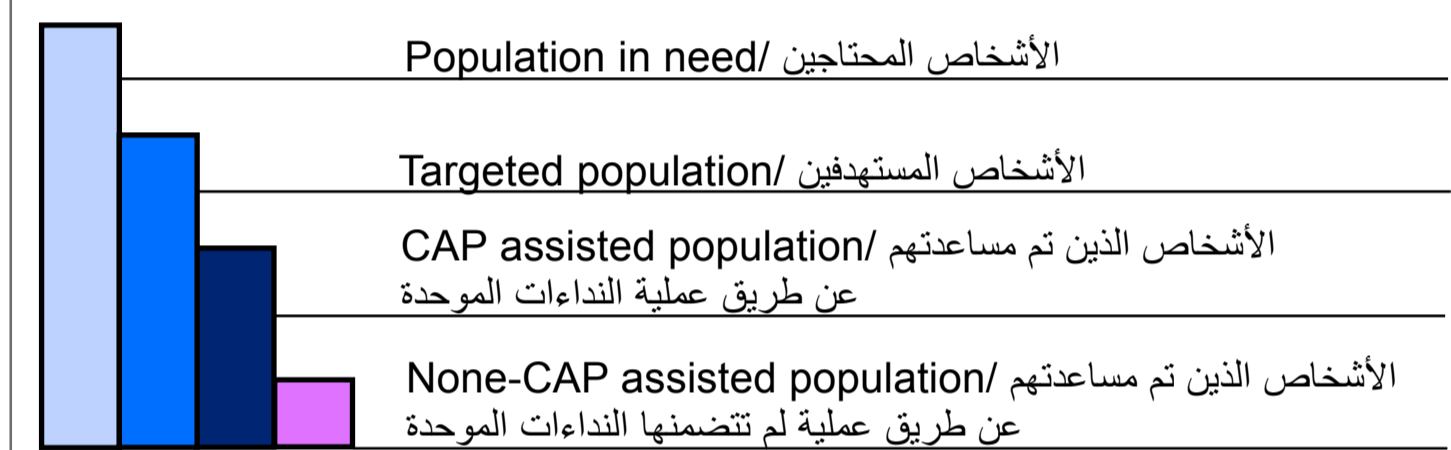 Population in need/ الأشخاص المحتاجين
Targeted population/ الأشخاص المستهدفين
CAP assisted population/ الأشخاص الذين تم مساعدتهم
عن طريق عملية النداءات الموحدة
None-CAP assisted population/ الأشخاص الذين تم مساعدتهم
عن طريق عملية لم تتضمنها النداءات الموحدة